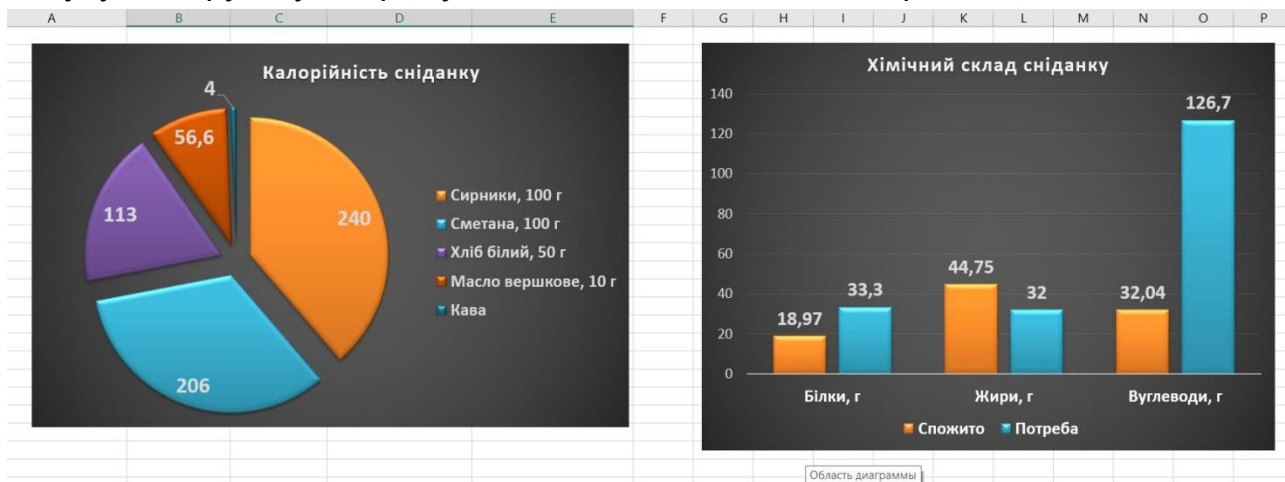 A B C D E F G H I J K L M N O P
Калорійність сніданку
4
56,6
113
240
206
Сирники, 100 г
Сметана, 100 г
Хліб білий, 50 г
Масло вершкове, 10 г
Кава
Хімічний склад сніданку
140
120
100
80
60
40
20
0
18,97
33,3
44,75
32
32,04
126,7
Білки, г
Жири, г
Вуглеводи, г
Спожито Потреба
Область диаграммы